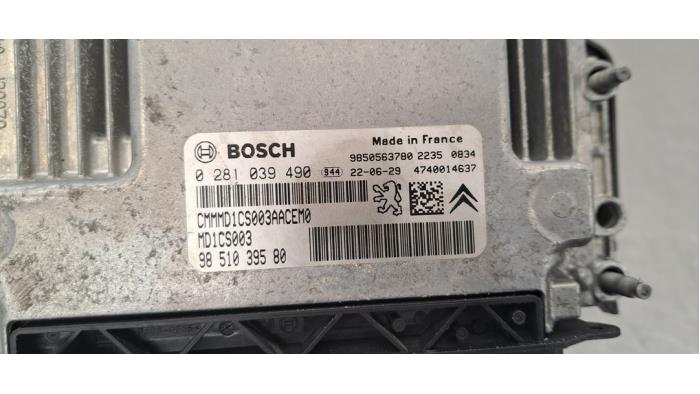 BOSCH
Made in France
9850563780 2235 0834
0 281 039 490 944 22-06-29 4740014637
CMMMD1CS003AACEM0
MD1CS003
98 510 395 80